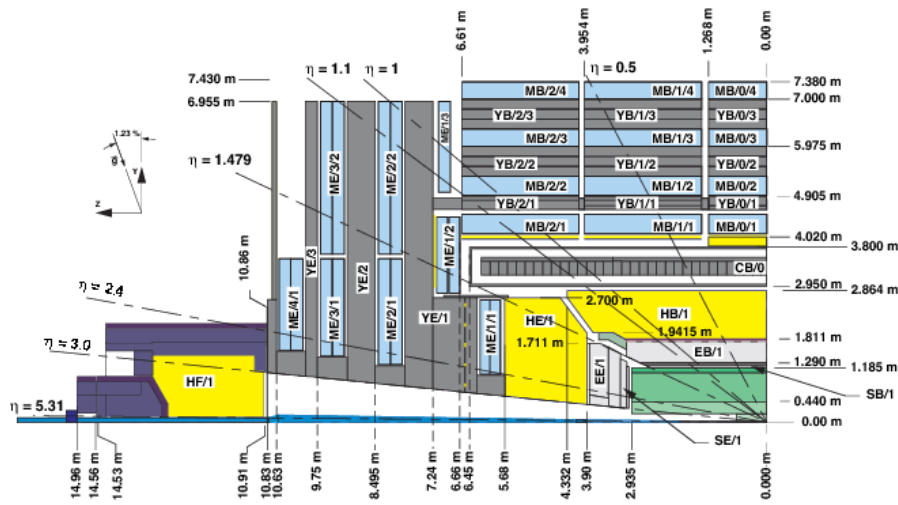 6.61 m
3.954 m
1.268 m
0.00 m
η = 1.1
η = 1
η = 0.5
7.430 m
6.955 m
7.380 m
7.000 m
5.975 m
4.905 m
4.020 m
3.800 m
2.950 m
2.864 m
1.811 m
1.290 m
1.185 m
0.440 m
0.00 m
MB/2/4
MB/1/4
MB/0/4
YB/2/3
YB/1/3
YB/0/3
MB/2/3
MB/1/3
MB/0/3
YB/2/2
YB/1/2
YB/0/2
MB/2/2
MB/1/2
MB/0/2
YB/2/1
YB/1/1
YB/0/1
MB/2/1
MB/1/1
MB/0/1
CB/0
1.23 %
g
Y
Z
η = 1.479
η = 2.4
η = 3.0
η = 5.31
10.86 m
ME/4/1
YE/3
ME/3/2
ME/3/1
YE/2
ME/2/2
ME/2/1
ME/1/3
ME/1/2
YE/1
ME/1/1
2.700 m
HE/1
1.711 m
HB/1
1.9415 m
EB/1
EE/1
SB/1
SE/1
HF/1
14.96 m
14.56 m
14.53 m
10.91 m
10.83 m
10.63 m
9.75 m
8.495 m
7.24 m
6.66 m
6.45 m
5.68 m
4.332 m
3.90 m
2.935 m
0.000 m